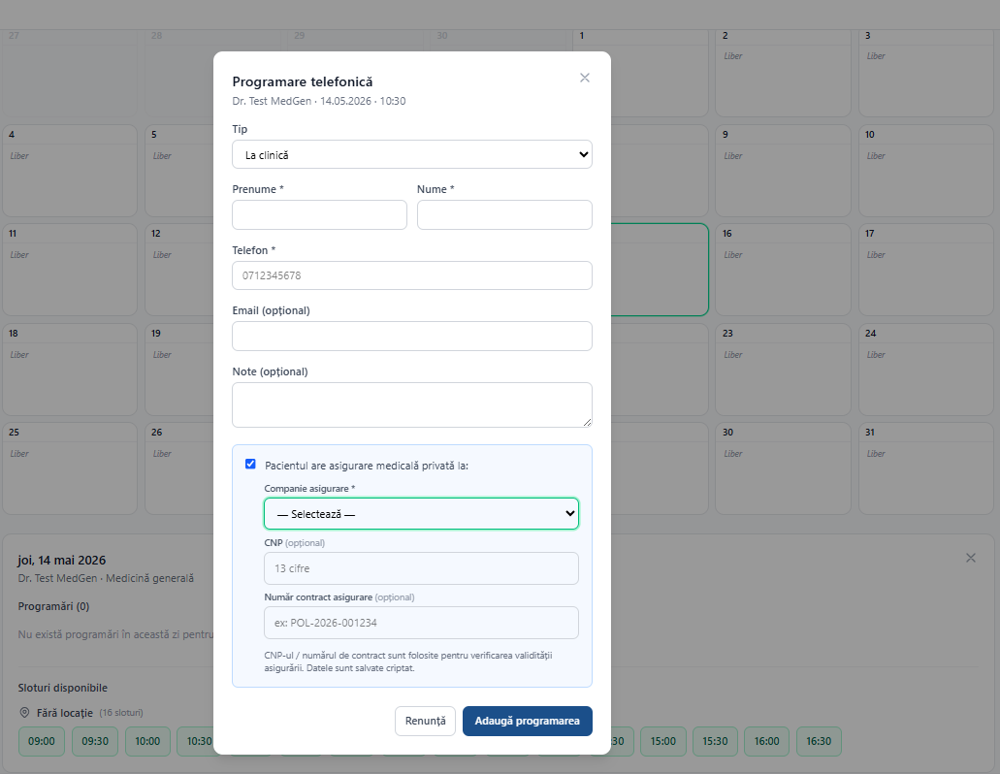 27 28 29 30 1 2 3
Liber Liber
Programare telefonică
Dr. Test MedGen · 14.05.2026 · 10:30
Tip
La clinică
4 5 9 10
Liber Liber Liber Liber
Prenume * Nume *
11 12 16 17
Liber Liber Liber Liber
Telefon *
0712345678
Email (opțional)
18 19 23 24
Liber Liber Liber Liber
Note (opțional)
25 26 30 31
Liber Liber Liber Liber
Pacientul are asigurare medicală privată la:
Companie asigurare *
— Selectează —
CNP (opțional)
13 cifre
Număr contract asigurare (opțional)
ex: POL-2026-001234
CNP-ul / numărul de contract sunt folosite pentru verificarea validității
asigurării. Datele sunt salvate criptat.
Renunță Adaugă programarea
joi, 14 mai 2026
Dr. Test MedGen · Medicină generală
Programări (0)
Nu există programări în această zi pentru
Sloturi disponibile
Fără locație (16 sloturi)
09:00 09:30 10:00 10:30 :30 15:00 15:30 16:00 16:30